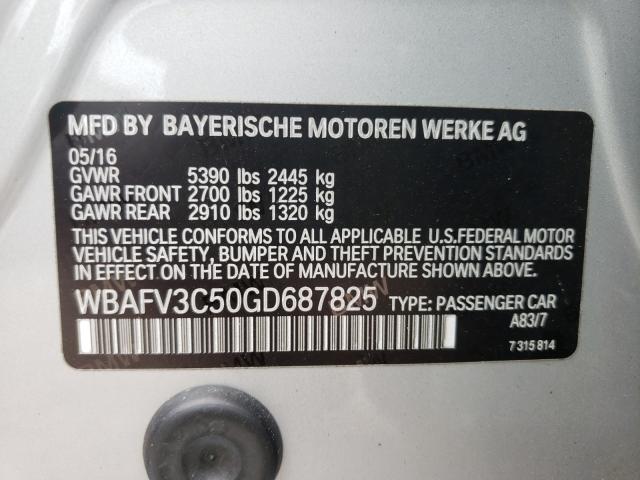 MFD BY BAYERISCHE MOTOREN WERKE AG
05/16
GVWR 5390 lbs 2445 kg
GAWR FRONT 2700 lbs 1225 kg
GAWR REAR 2910 lbs 1320 kg
THIS VEHICLE CONFORMS TO ALL APPLICABLE U.S.FEDERAL MOTOR
VEHICLE SAFETY, BUMPER AND THEFT PREVENTION STANDARDS
IN EFFECT ON THE DATE OF MANUFACTURE SHOWN ABOVE.
WBAFV3C50GD687825 TYPE: PASSENGER CAR
A83/7
7 315 814